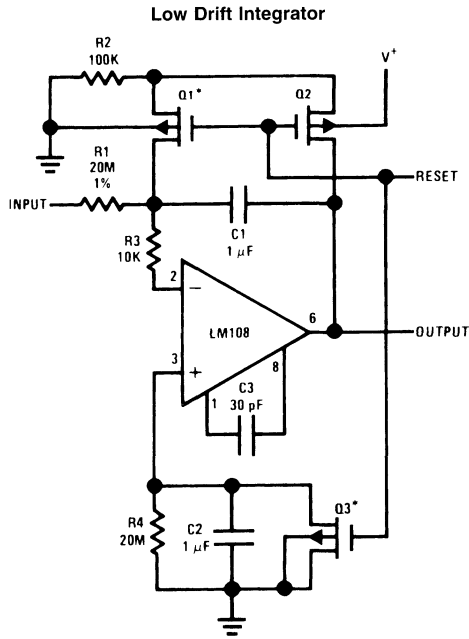 Low Drift Integrator
R2
100K
V+
Q1*
Q2
R1
20M
1%
RESET
INPUT
C1
1 µF
R3
10K
2
−
6
LM108
OUTPUT
3
+
8
C3
1
30 pF
Q3*
R4
20M
C2
1 µF